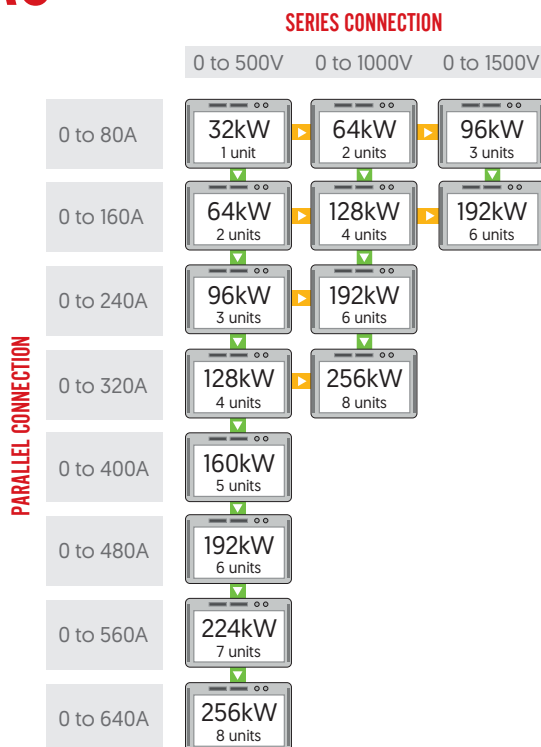 SERIES CONNECTION
0 to 500V 0 to 1000V 0 to 1500V
PARALLEL CONNECTION
0 to 80A
32kW
1 unit
64kW
2 units
96kW
3 units
0 to 160A
64kW
2 units
128kW
4 units
192kW
6 units
0 to 240A
96kW
3 units
192kW
6 units
0 to 320A
128kW
4 units
256kW
8 units
0 to 400A
160kW
5 units
0 to 480A
192kW
6 units
0 to 560A
224kW
7 units
0 to 640A
256kW
8 units